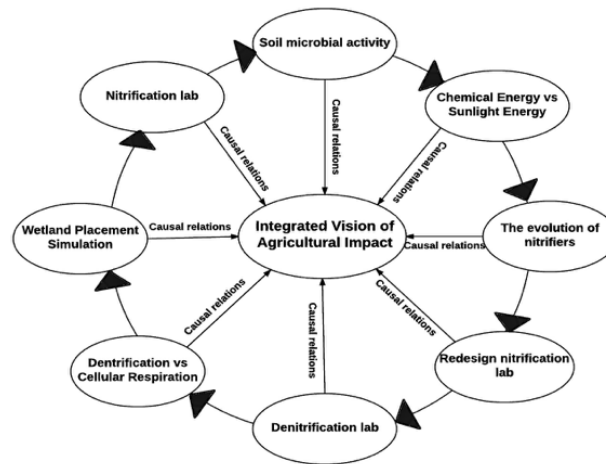 Soil microbial activity
Nitrification lab
Chemical Energy vs
Sunlight Energy
Causal relations
Causal relations
Causal relations
Wetland Placement
Simulation
Causal relations
Integrated Vision of
Agricultural Impact
Causal relations
The evolution of
nitrifiers
Causal relations
Causal relations
Causal relations
Dentrification vs
Cellular Respiration
Redesign nitrification
lab
Denitrification lab